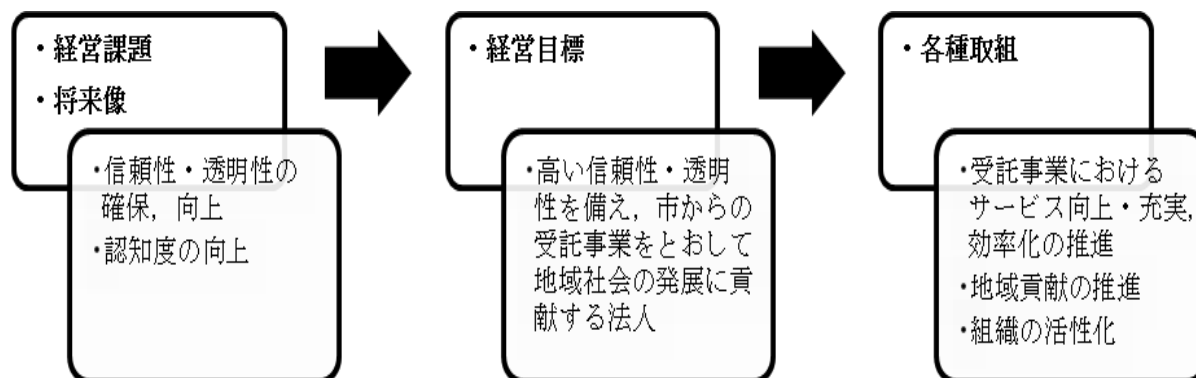 ・経営課題
・将来像
・信頼性・透明性の
確保，向上
・認知度の向上
・経営目標
・高い信頼性・透明
性を備え，市からの
受託事業をとおして
地域社会の発展に貢
献する法人
・各種取組
・受託事業における
サービス向上・充実，
効率化の推進
・地域貢献の推進
・組織の活性化